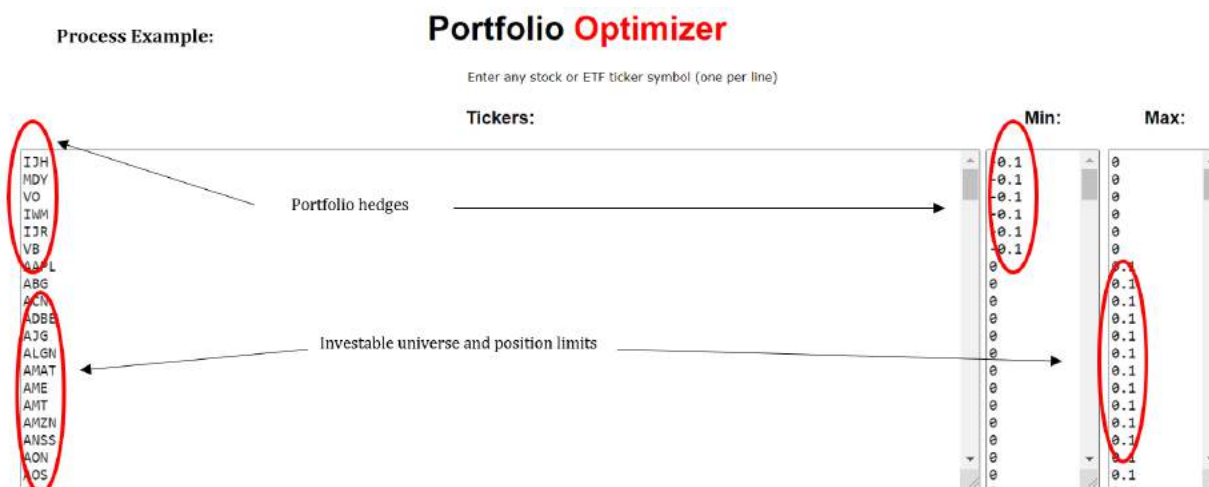 Process Example:
Portfolio Optimizer
Enter any stock or ETF ticker symbol (one per line)
Tickers:
Min:
Max:
IJH -0.1 0
MDY -0.1 0
VO -0.1 0
IWM -0.1 0
IJR -0.1 0
VB -0.1 0
AAPL 0 0.1
ABG 0 0.1
ACN 0 0.1
ADBE 0 0.1
AJG 0 0.1
ALGN 0 0.1
AMAT 0 0.1
AME 0 0.1
AMT 0 0.1
AMZN 0 0.1
ANSS 0 0.1
AON 0 0.1
AOS 0 0.1
Portfolio hedges
Investable universe and position limits